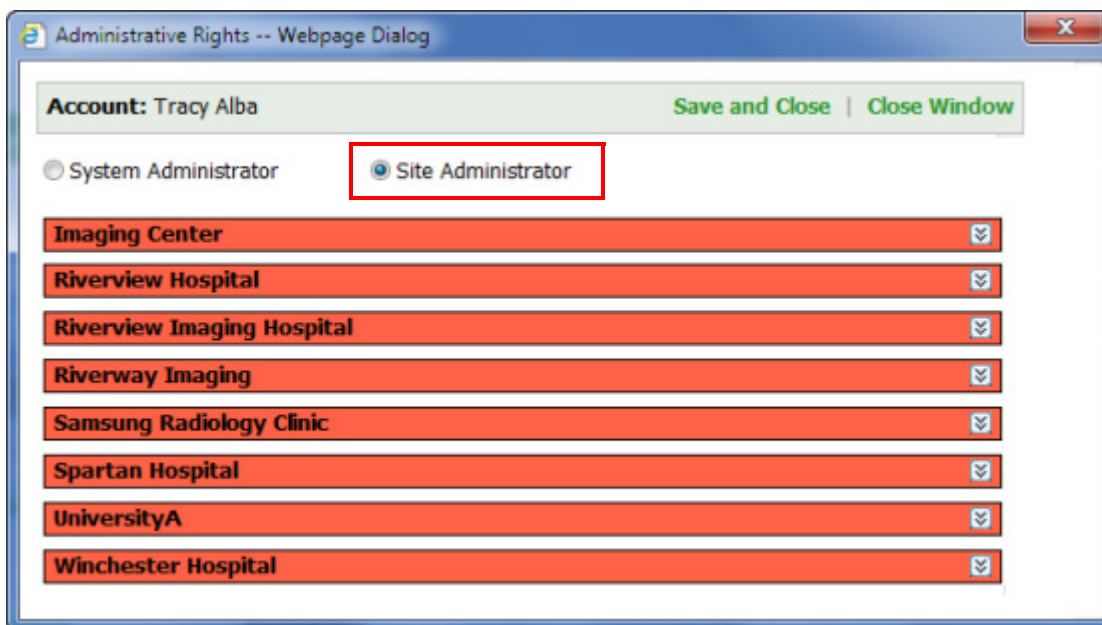 Administrative Rights -- Webpage Dialog
Account: Tracy Alba Save and Close | Close Window
System Administrator Site Administrator
Imaging Center
Riverview Hospital
Riverview Imaging Hospital
Riverway Imaging
Samsung Radiology Clinic
Spartan Hospital
UniversityA
Winchester Hospital